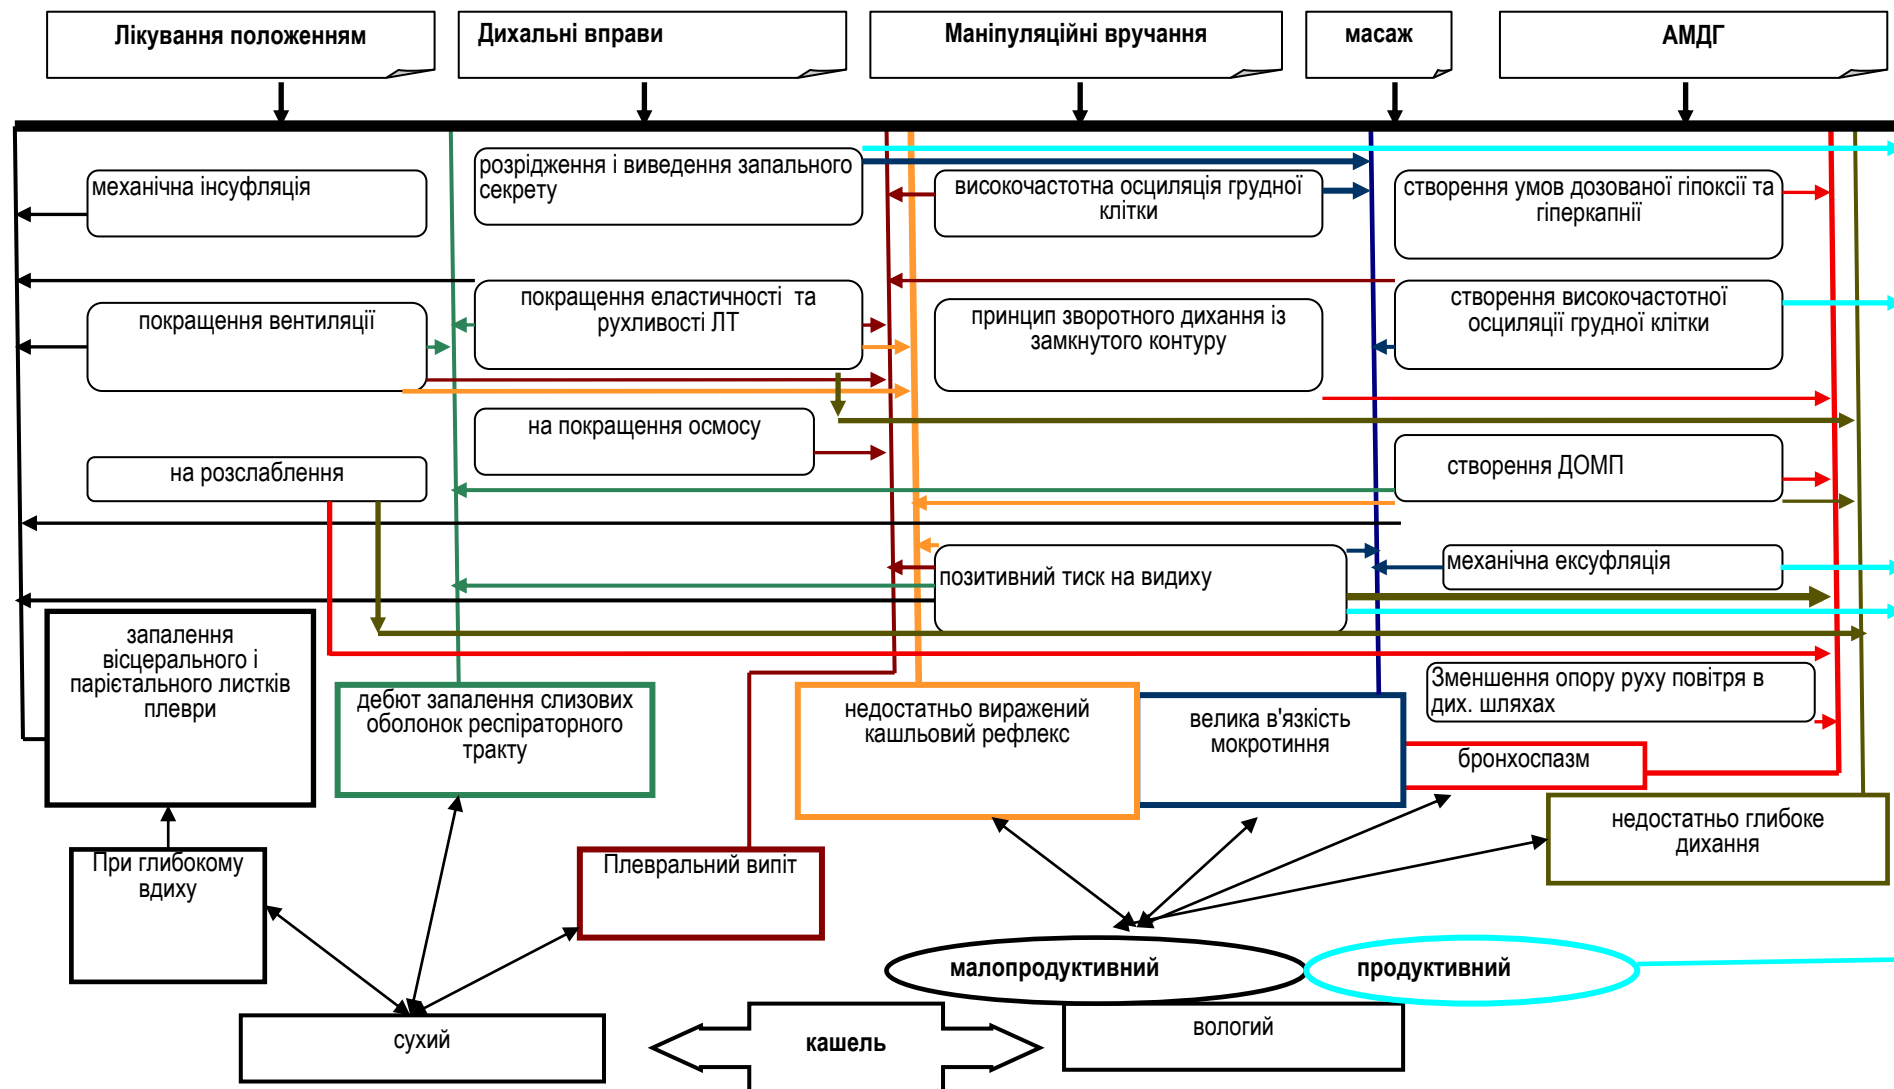 Лікування положенням
Дихальні вправи
Маніпуляційні вручання
масаж
АМДГ
механічна інсуфляція
розрідження і виведення запального
секрету
високочастотна осциляція грудної
клітки
створення умов дозованої гіпоксії та
гіперкапнії
покращення вентиляції
покращення еластичності та
рухливості ЛТ
принцип зворотного дихання із
замкнутого контуру
створення високочастотної
осциляції грудної клітки
на покращення осмосу
на розслаблення
створення ДОМП
позитивний тиск на видиху
механічна ексуфляція
запалення
вісцерального і
парієтального листків
плеври
дебют запалення слизових
оболонок респіраторного
тракту
недостатньо виражений
кашльовий рефлекс
велика в'язкість
мокротиння
Зменшення опору руху повітря в
дих. шляхах
бронхоспазм
недостатньо глибоке
дихання
При глибокому
вдиху
Плевральний випіт
малопродуктивний
продуктивний
сухий
кашель
вологий